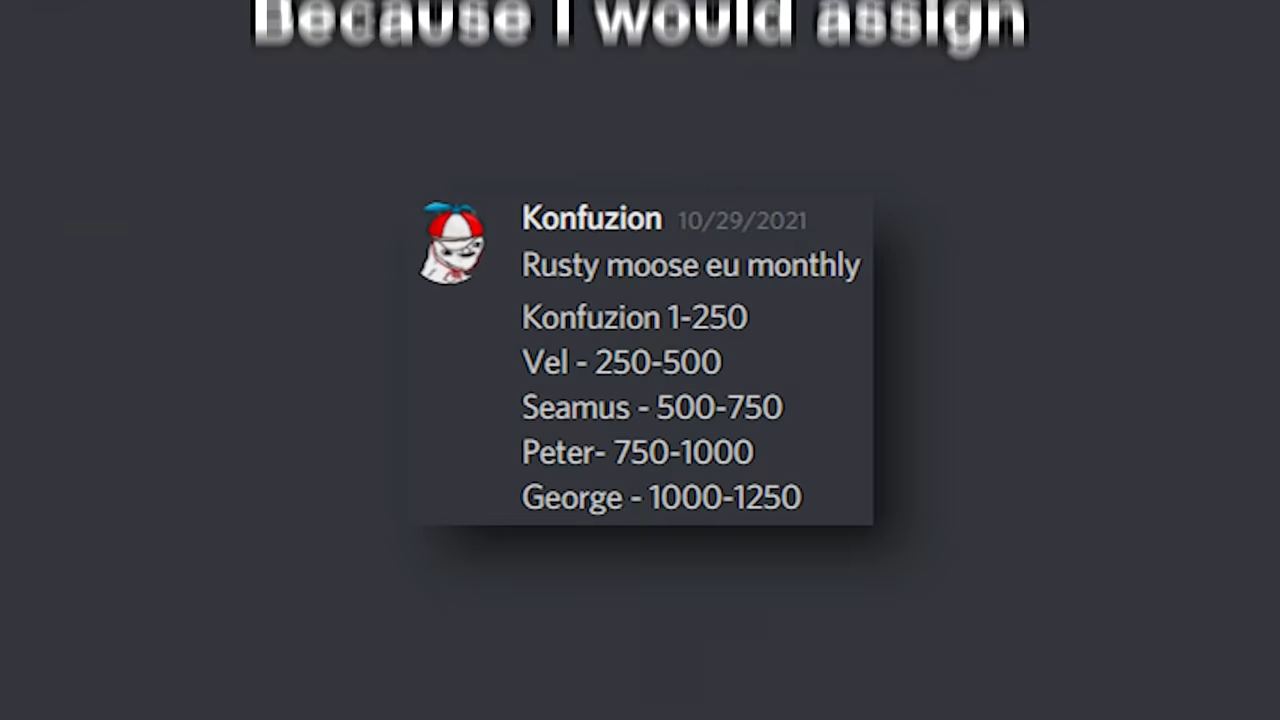 Because I would assign
Konfuzion 10/29/2021
Rusty moose eu monthly
Konfuzion 1-250
Vel - 250-500
Seamus - 500-750
Peter- 750-1000
George - 1000-1250